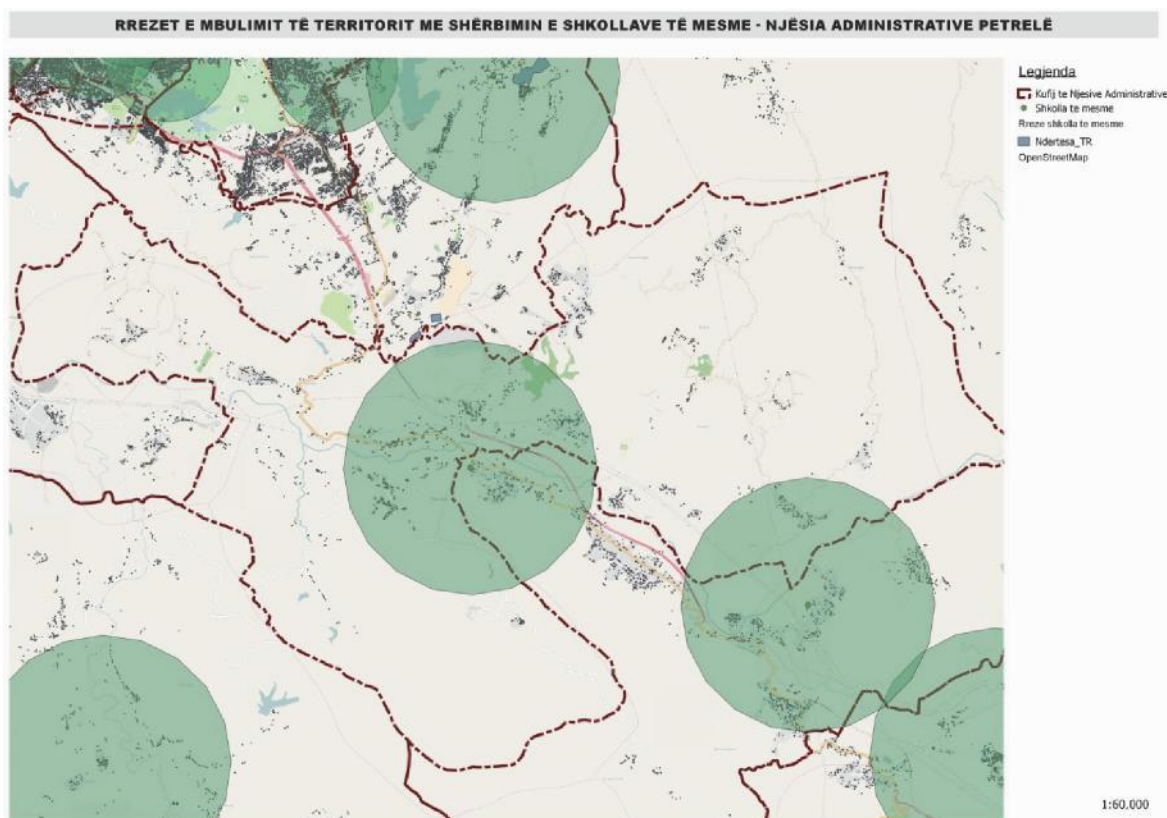 RREZET E MBULIMIT TË TERRITORIT ME SHËRBIMIN E SHKOLLAVE TË MESME - NJËSIA ADMINISTRATIVE PETRELË
Legjenda
Kufij te Njesive Administrative
Shkolla te mesme
Rreze shkolla te mesme
Ndertesa_TR
OpenStreetMap
1:60,000